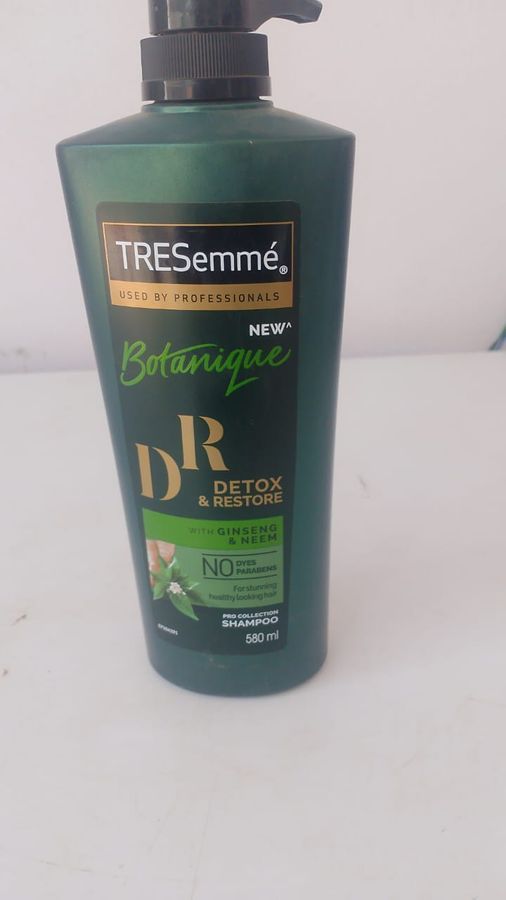 TRESemmé®
USED BY PROFESSIONALS
NEW^
Botanique
DR
DETOX
& RESTORE
WITH GINSENG
& NEEM
NO DYES
PARABENS
For stunning
healthy looking hair
PRO COLLECTION
SHAMPOO
580 ml